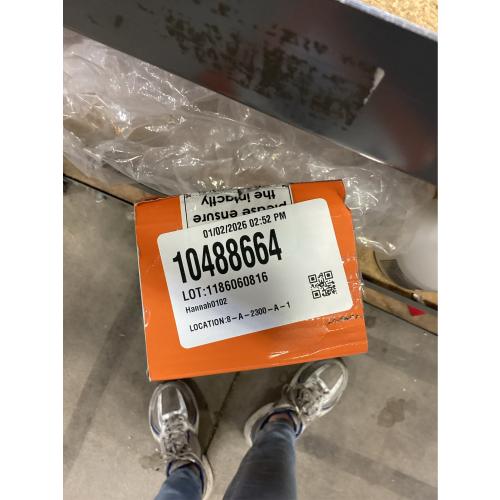 please ensure
the intactly
01/02/2026 02:52 PM
10488664
LOT:1186060816
Hannah0102
LOCATION:8-A-2300-A-1